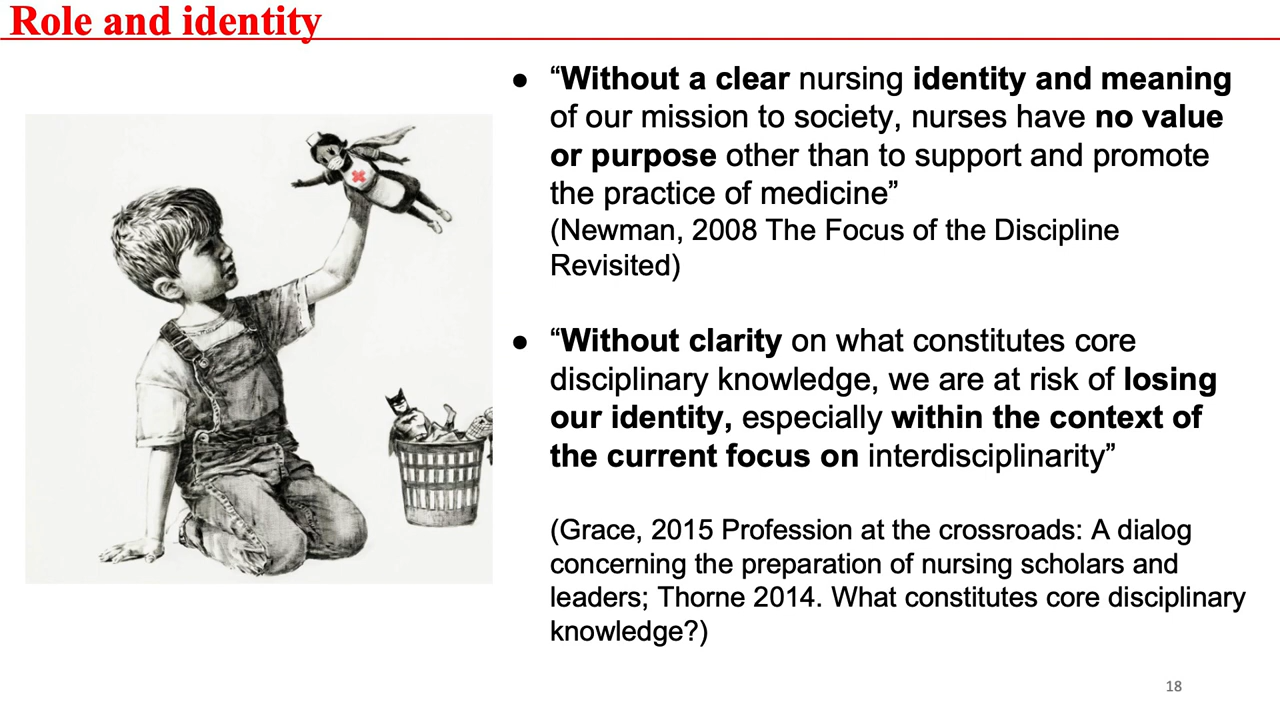 Role and identity
● “Without a clear nursing identity and meaning
of our mission to society, nurses have no value
or purpose other than to support and promote
the practice of medicine”
(Newman, 2008 The Focus of the Discipline
Revisited)
● “Without clarity on what constitutes core
disciplinary knowledge, we are at risk of losing
our identity, especially within the context of
the current focus on interdisciplinarity”
(Grace, 2015 Profession at the crossroads: A dialog
concerning the preparation of nursing scholars and
leaders; Thorne 2014. What constitutes core disciplinary
knowledge?)
18